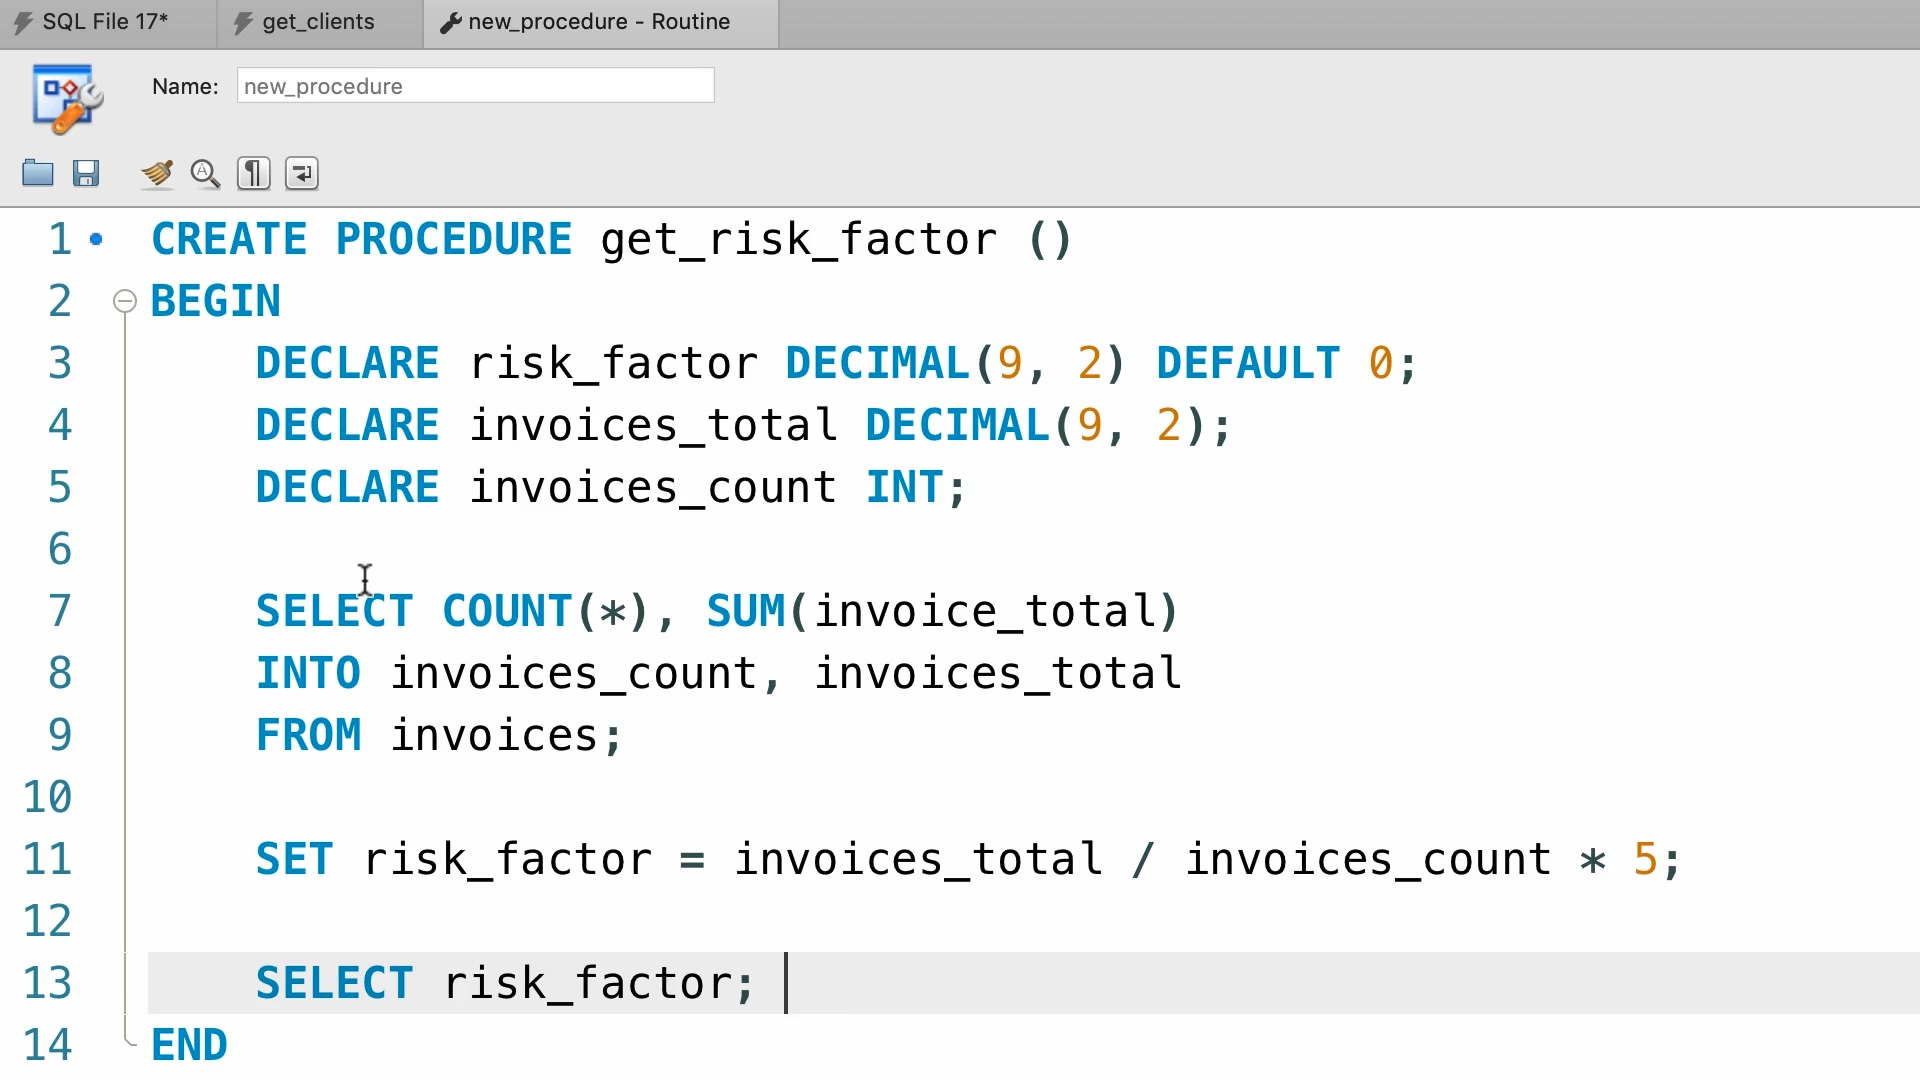 SQL File 17*
get_clients
new_procedure - Routine
Name: new_procedure
1 CREATE PROCEDURE get_risk_factor ()
2 BEGIN
3 DECLARE risk_factor DECIMAL(9, 2) DEFAULT 0;
4 DECLARE invoices_total DECIMAL(9, 2);
5 DECLARE invoices_count INT;
6
7 SELECT COUNT(*), SUM(invoice_total)
8 INTO invoices_count, invoices_total
9 FROM invoices;
10
11 SET risk_factor = invoices_total / invoices_count * 5;
12
13 SELECT risk_factor;
14 END